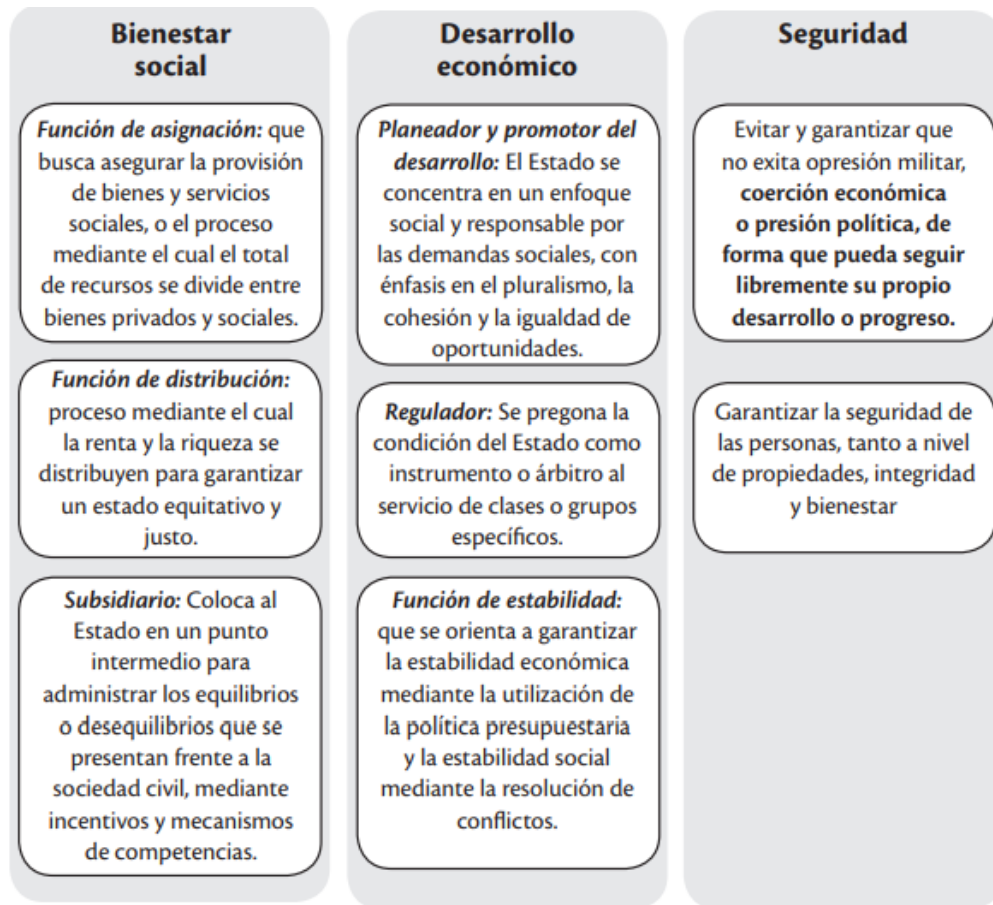 Bienestar
social
Función de asignación: que
busca asegurar la provisión
de bienes y servicios
sociales, o el proceso
mediante el cual el total
de recursos se divide entre
bienes privados y sociales.
Función de distribución:
proceso mediante el cual
la renta y la riqueza se
distribuyen para garantizar
un estado equitativo y
justo.
Subsidiario: Coloca al
Estado en un punto
intermedio para
administrar los equilibrios
o desequilibrios que se
presentan frente a la
sociedad civil, mediante
incentivos y mecanismos
de competencias.
Desarrollo
económico
Planeador y promotor del
desarrollo: El Estado se
concentra en un enfoque
social y responsable por
las demandas sociales, con
énfasis en el pluralismo, la
cohesión y la igualdad de
oportunidades.
Regulador: Se pregona la
condición del Estado como
instrumento o árbitro al
servicio de clases o grupos
específicos.
Función de estabilidad:
que se orienta a garantizar
la estabilidad económica
mediante la utilización de
la política presupuestaria
y la estabilidad social
mediante la resolución de
conflictos.
Seguridad
Evitar y garantizar que
no exita opresión militar,
coerción económica
o presión política, de
forma que pueda seguir
libremente su propio
desarrollo o progreso.
Garantizar la seguridad de
las personas, tanto a nivel
de propiedades, integridad
y bienestar